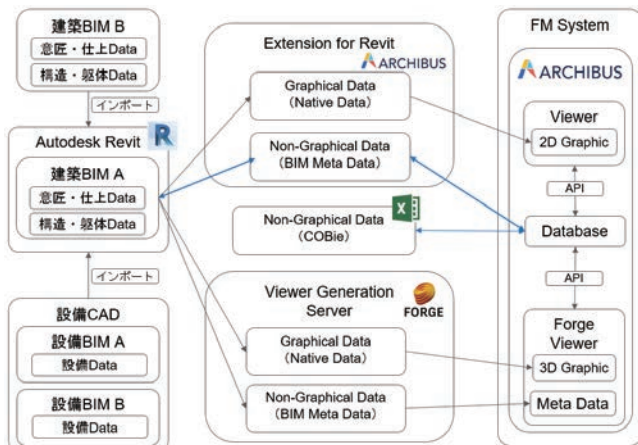 建築BIM B
意匠・仕上Data
構造・躯体Data
インポート
Autodesk Revit
R
建築BIM A
意匠・仕上Data
構造・躯体Data
インポート
設備CAD
設備BIM A
設備Data
設備BIM B
設備Data
Extension for Revit
ARCHIBUS
Graphical Data
(Native Data)
Non-Graphical Data
(BIM Meta Data)
Non-Graphical Data
(COBie)
X
Viewer Generation
Server
FORGE
Graphical Data
(Native Data)
Non-Graphical Data
(BIM Meta Data)
FM System
ARCHIBUS
Viewer
2D Graphic
API
Database
API
Forge
Viewer
3D Graphic
Meta Data